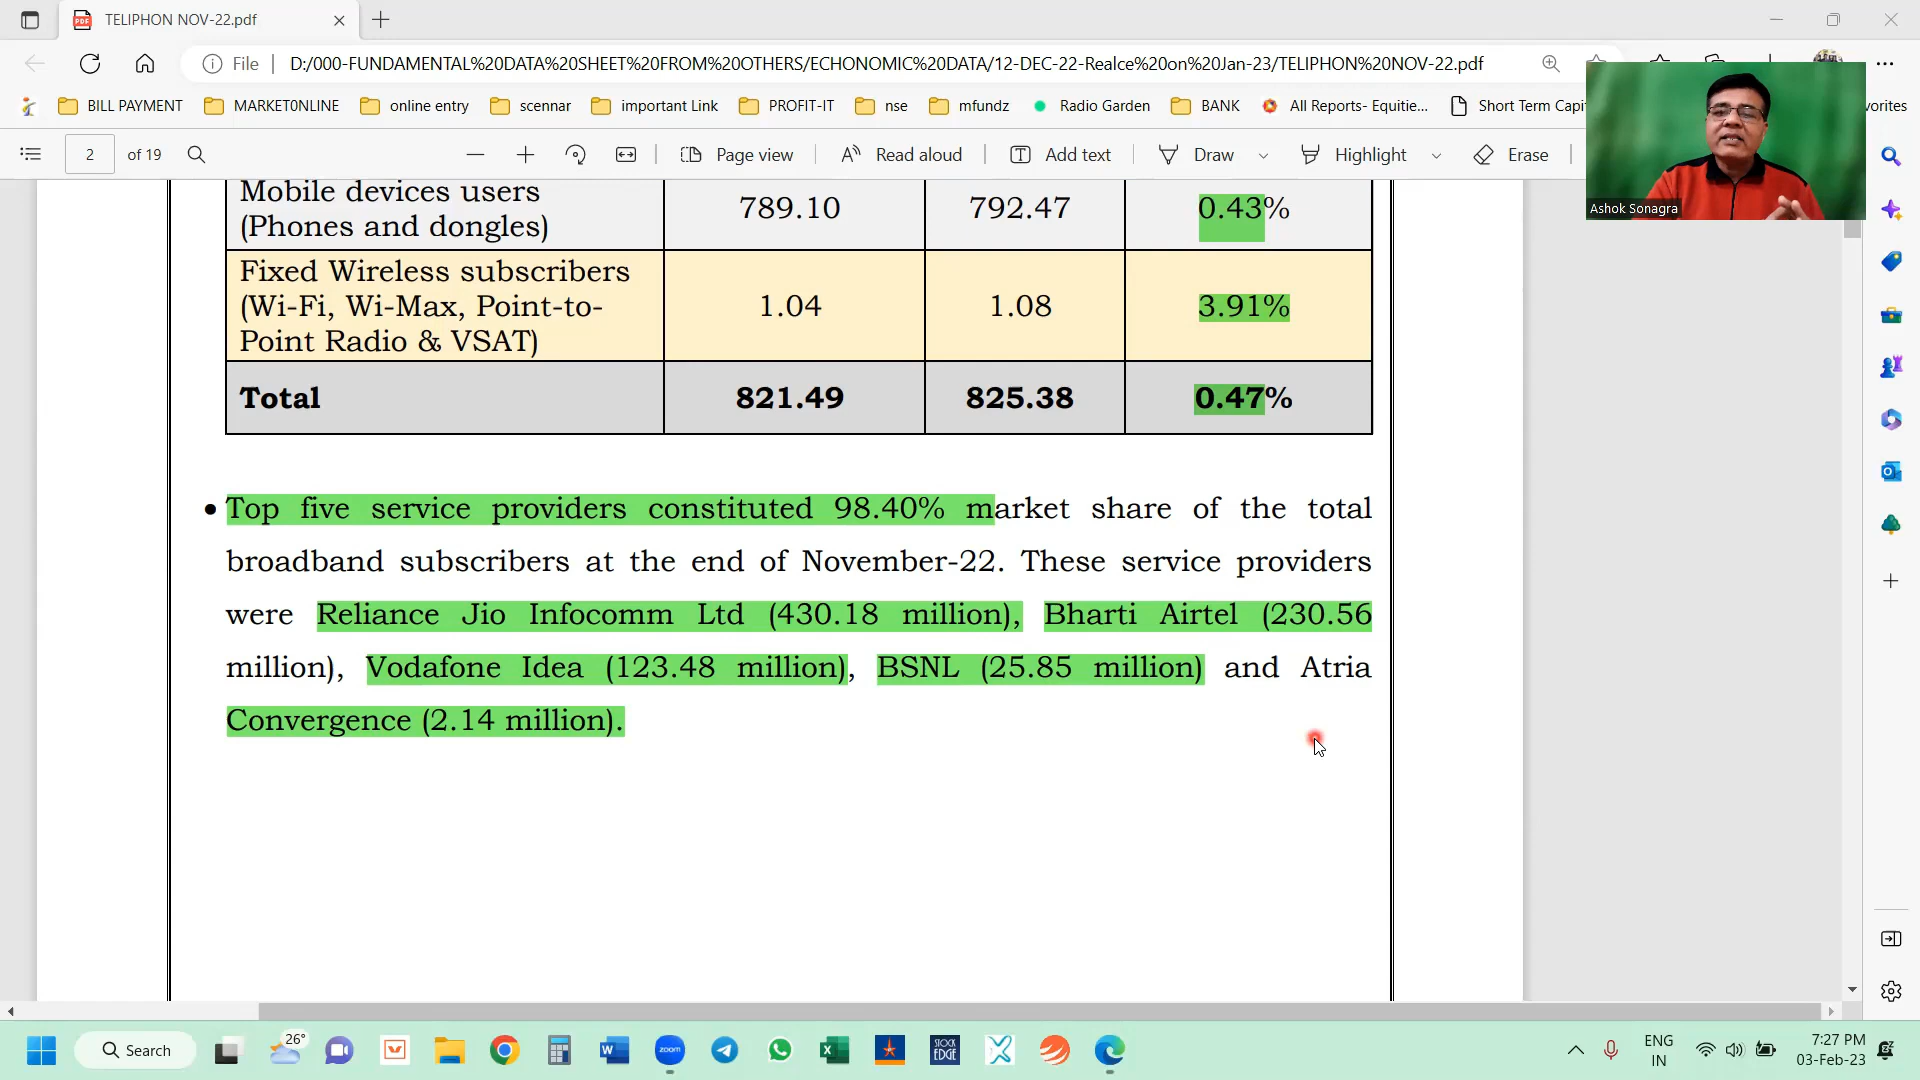 TELIPHON NOV-22.pdf
File
D:/000-FUNDAMENTAL%20DATA%20SHEET%20FROM%20OTHERS/ECHONOMIC%20DATA/12-DEC-22-Realce%20on%20Jan-23/TELIPHON%20NOV-22.pdf
BILL PAYMENT MARKET0NLINE online entry scennar important Link PROFIT-IT nse mfundz Radio Garden BANK All Reports- Equitie... Short Term Capi vorites
2 of 19 Page view Read aloud Add text Draw Highlight Erase
Ashok Sonagra
Mobile devices users
(Phones and dongles) 789.10 792.47 0.43%
Fixed Wireless subscribers
(Wi-Fi, Wi-Max, Point-to- 1.04 1.08 3.91%
Point Radio & VSAT)
Total 821.49 825.38 0.47%
• Top five service providers constituted 98.40% market share of the total
broadband subscribers at the end of November-22. These service providers
were Reliance Jio Infocomm Ltd (430.18 million), Bharti Airtel (230.56
million), Vodafone Idea (123.48 million), BSNL (25.85 million) and Atria
Convergence (2.14 million).
Search 26° zoom STOCK EDGE
ENG
IN
7:27 PM
03-Feb-23